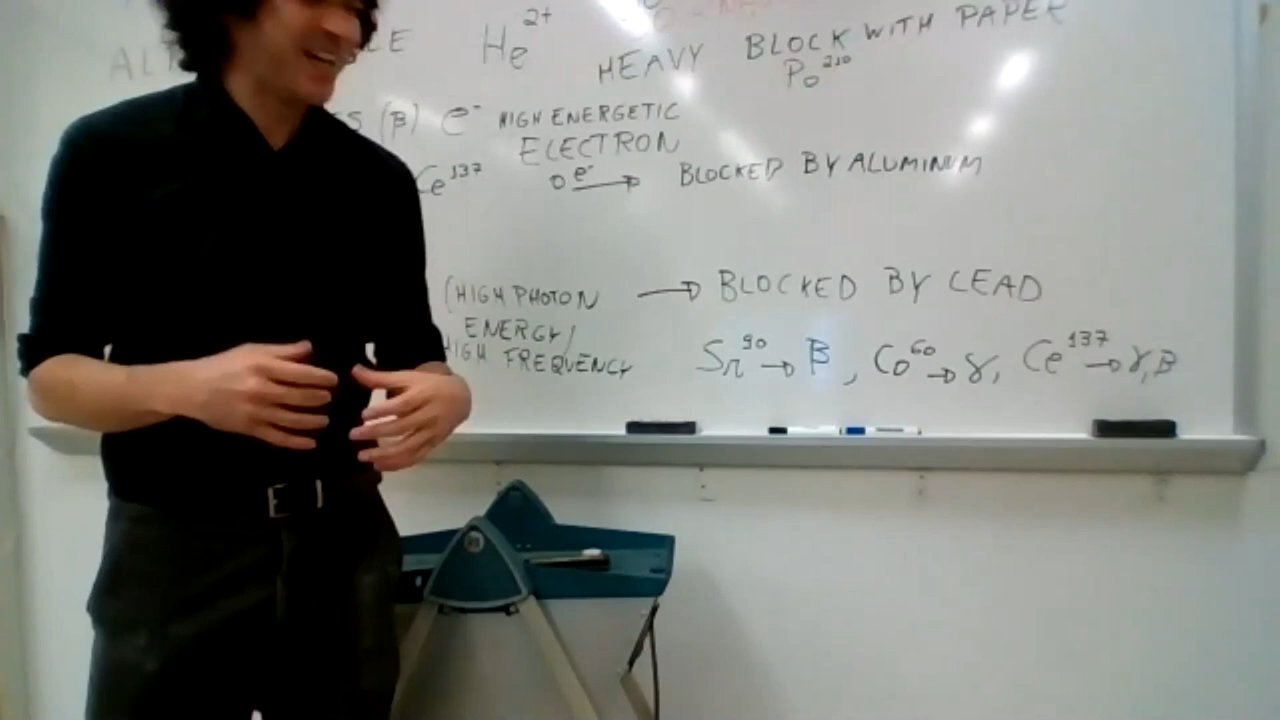 He²⁺ HEAVY BLOCK WITH PAPER
Po²¹⁰
(β) e⁻ HIGH ENERGETIC
ELECTRON
Ce¹³⁷ e⁻ → BLOCKED BY ALUMINUM
(HIGH PHOTON → BLOCKED BY LEAD
ENERGY/
HIGH FREQUENCY
Sr⁹⁰ → β, Co⁶⁰ → γ, Ce¹³⁷ → γ, β